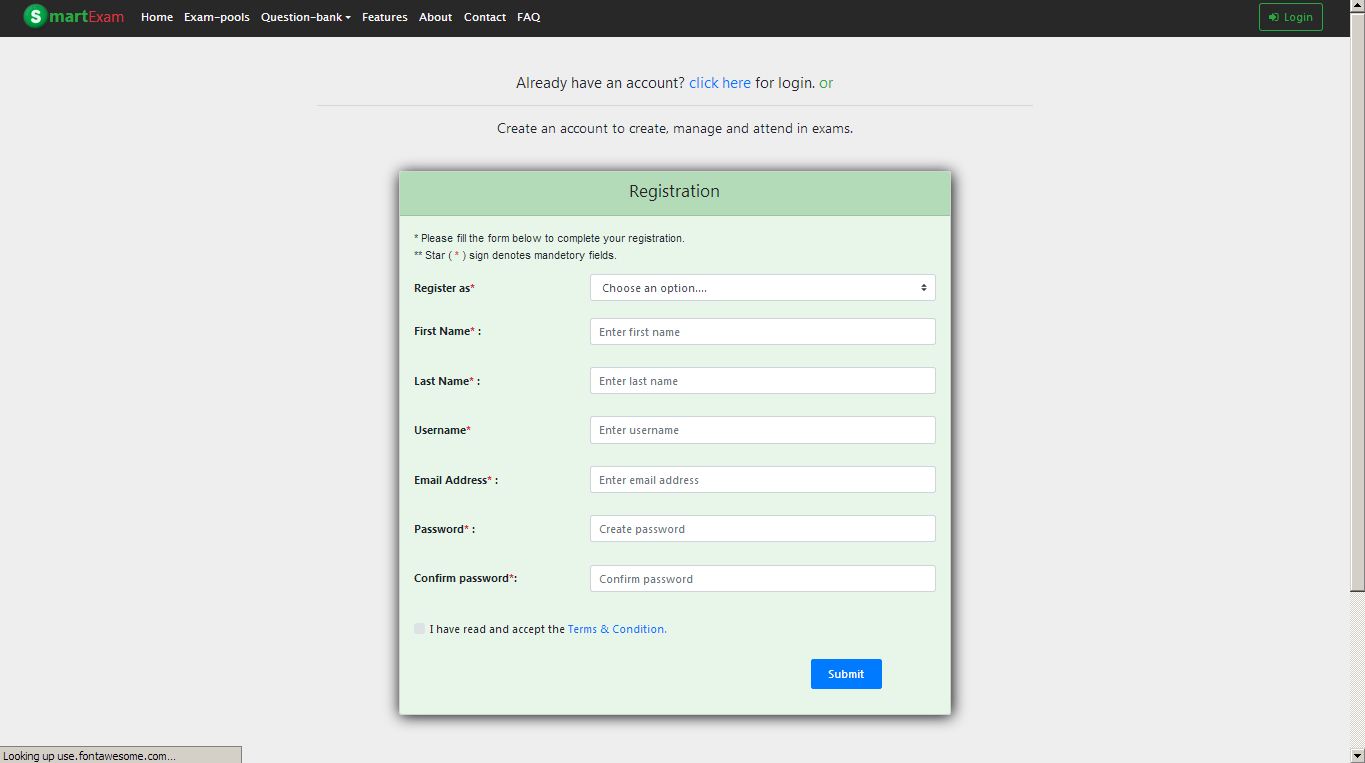 SmartExam Home Exam-pools Question-bank Features About Contact FAQ Login
Already have an account? click here for login. or
Create an account to create, manage and attend in exams.
Registration
* Please fill the form below to complete your registration.
** Star ( * ) sign denotes mandetory fields.
Register as* Choose an option....
First Name* : Enter first name
Last Name* : Enter last name
Username* Enter username
Email Address* : Enter email address
Password* : Create password
Confirm password*: Confirm password
I have read and accept the Terms & Condition.
Submit
Looking up use.fontawesome.com...